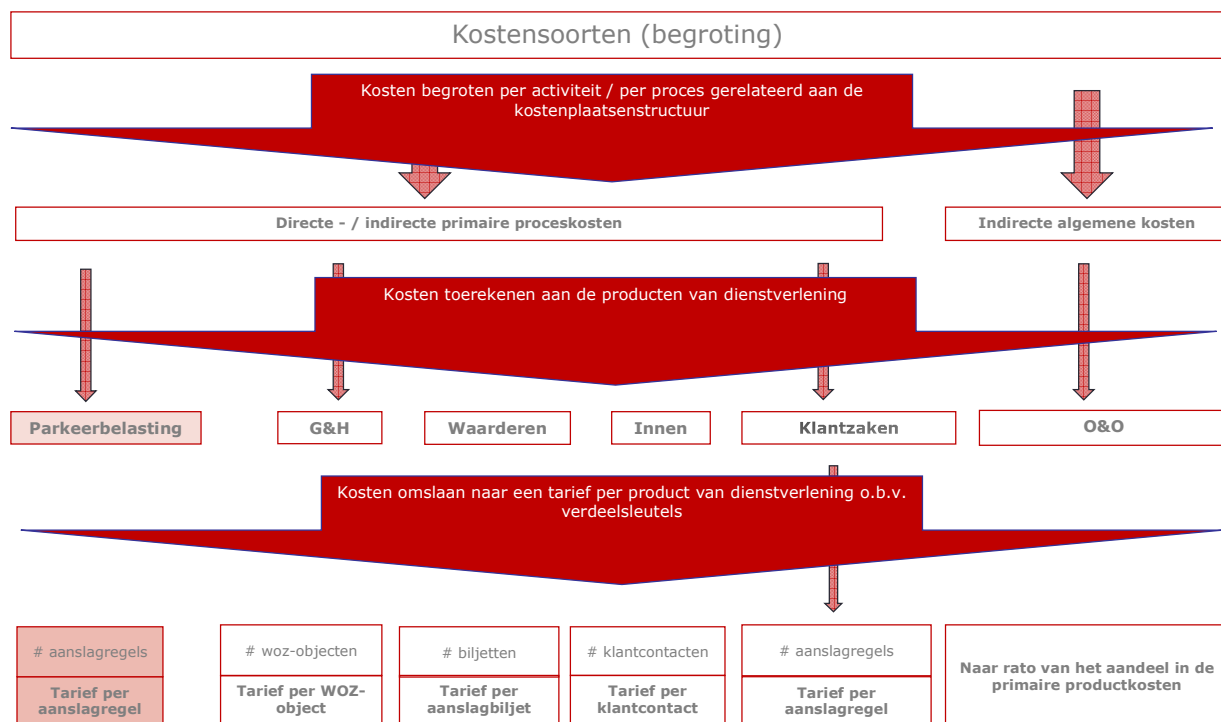 Kostensoorten (begroting)
Kosten begroten per activiteit / per proces gerelateerd aan de
kostenplaatsenstructuur
Directe - / indirecte primaire proceskosten
Indirecte algemene kosten
Kosten toerekenen aan de producten van dienstverlening
Parkeerbelasting
G&H
Waarderen
Innen
Klantzaken
O&O
Kosten omslaan naar een tarief per product van dienstverlening o.b.v.
verdeelsleutels
# aanslagregels
Tarief per
aanslagregel
# woz-objecten
Tarief per WOZ-
object
# biljetten
Tarief per
aanslagbiljet
# klantcontacten
Tarief per
klantcontact
# aanslagregels
Tarief per
aanslagregel
Naar rato van het aandeel in de
primaire productkosten